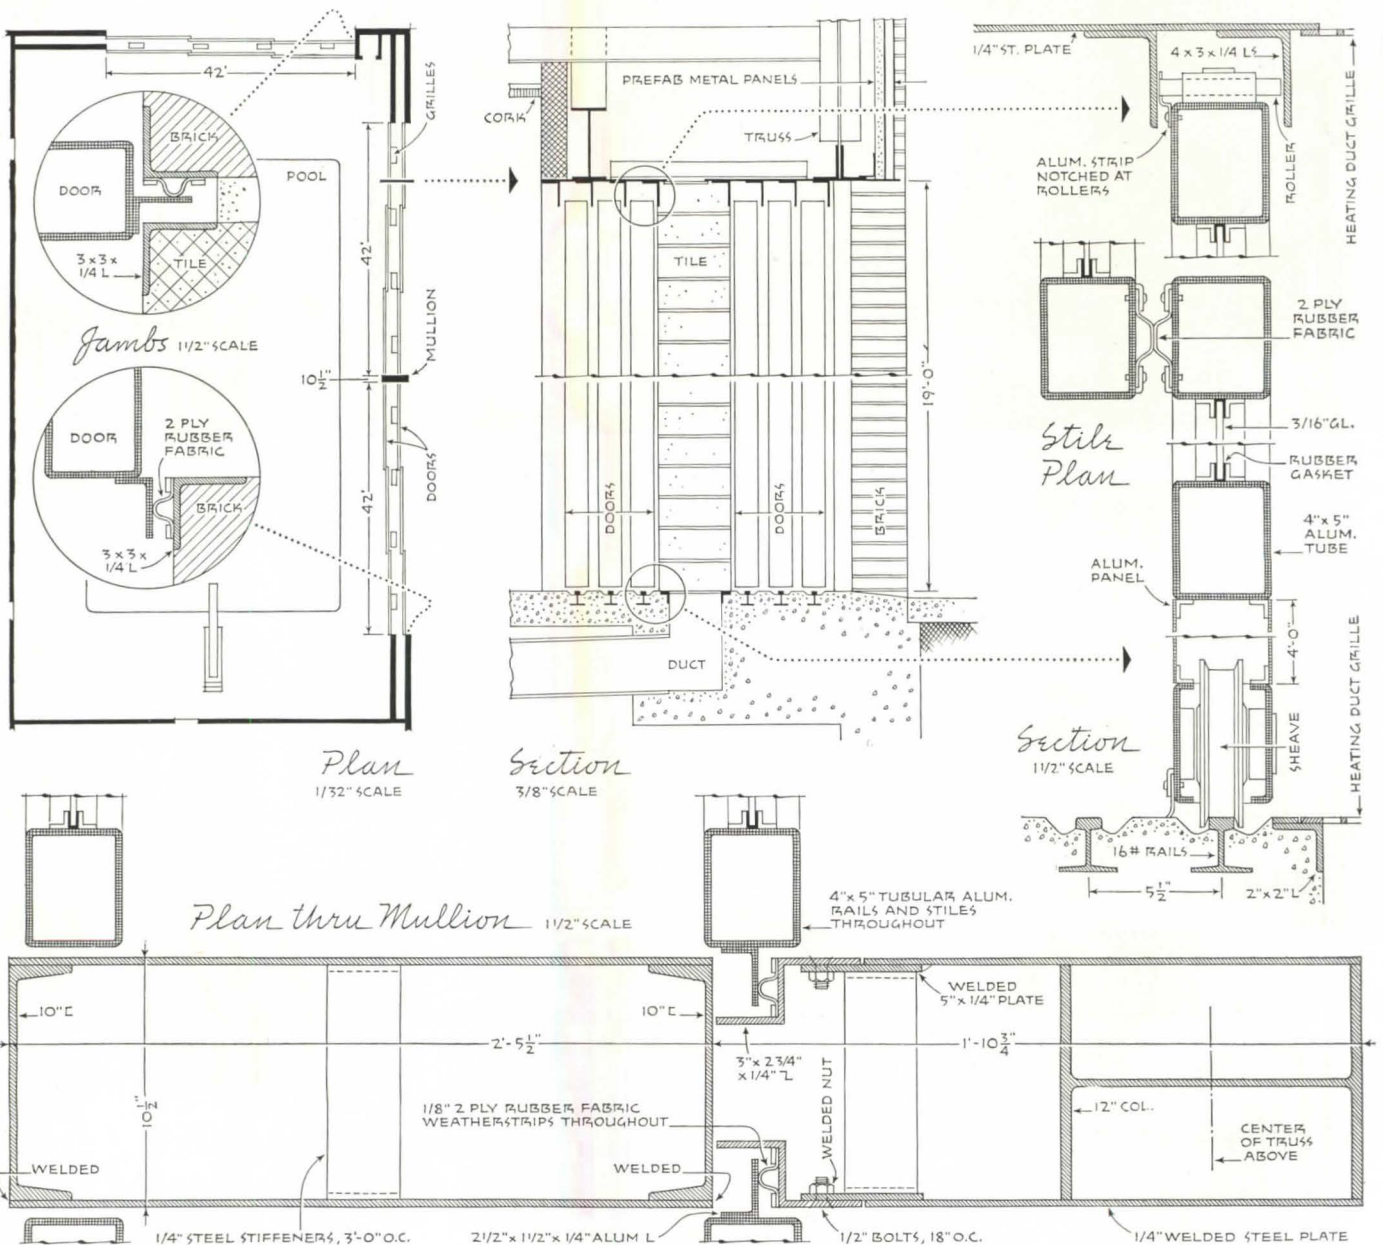 42'
GRILLES
BRICK
DOOR
POOL
3 x 3 x
1/4 L
TILE
42'
Jambs 1 1/2" SCALE
10 1/2"
MULLION
DOOR
2 PLY
RUBBER
FABRIC
BRICK
3 x 3 x
1/4 L
DOORS
42'
Plan
1/32" SCALE
CORK
PREFAB METAL PANELS
TRUSS
TILE
19'-0"
DOORS
DOORS
BRICK
DUCT
Section
3/8" SCALE
1/4" ST. PLATE
4 x 3 x 1/4 LS
ALUM. STRIP
NOTCHED AT
ROLLERS
ROLLER
HEATING DUCT GRILLE
2 PLY
RUBBER
FABRIC
Stile
Plan
3/16" GL.
RUBBER
GASKET
4" x 5"
ALUM.
TUBE
ALUM.
PANEL
4'-0"
Section
1 1/2" SCALE
SHEAVE
HEATING DUCT GRILLE
16# RAILS
5 1/2"
2" x 2" L
Plan thru Mullion 1 1/2" SCALE
4" x 5" TUBULAR ALUM.
RAILS AND STILES
THROUGHOUT
10" [
10" [
WELDED
5" x 1/4" PLATE
2'-5 1/2"
3" x 2 3/4"
x 1/4" Z
1'-10 3/4
10 1/2"
1/8" 2 PLY RUBBER FABRIC
WEATHERSTRIPS THROUGHOUT
WELDED NUT
12" COL.
CENTER
OF TRUSS
ABOVE
WELDED
WELDED
1/4" STEEL STIFFENERS, 3'-0" O.C.
2 1/2" x 1 1/2" x 1/4" ALUM L
1/2" BOLTS, 18" O.C.
1/4" WELDED STEEL PLATE